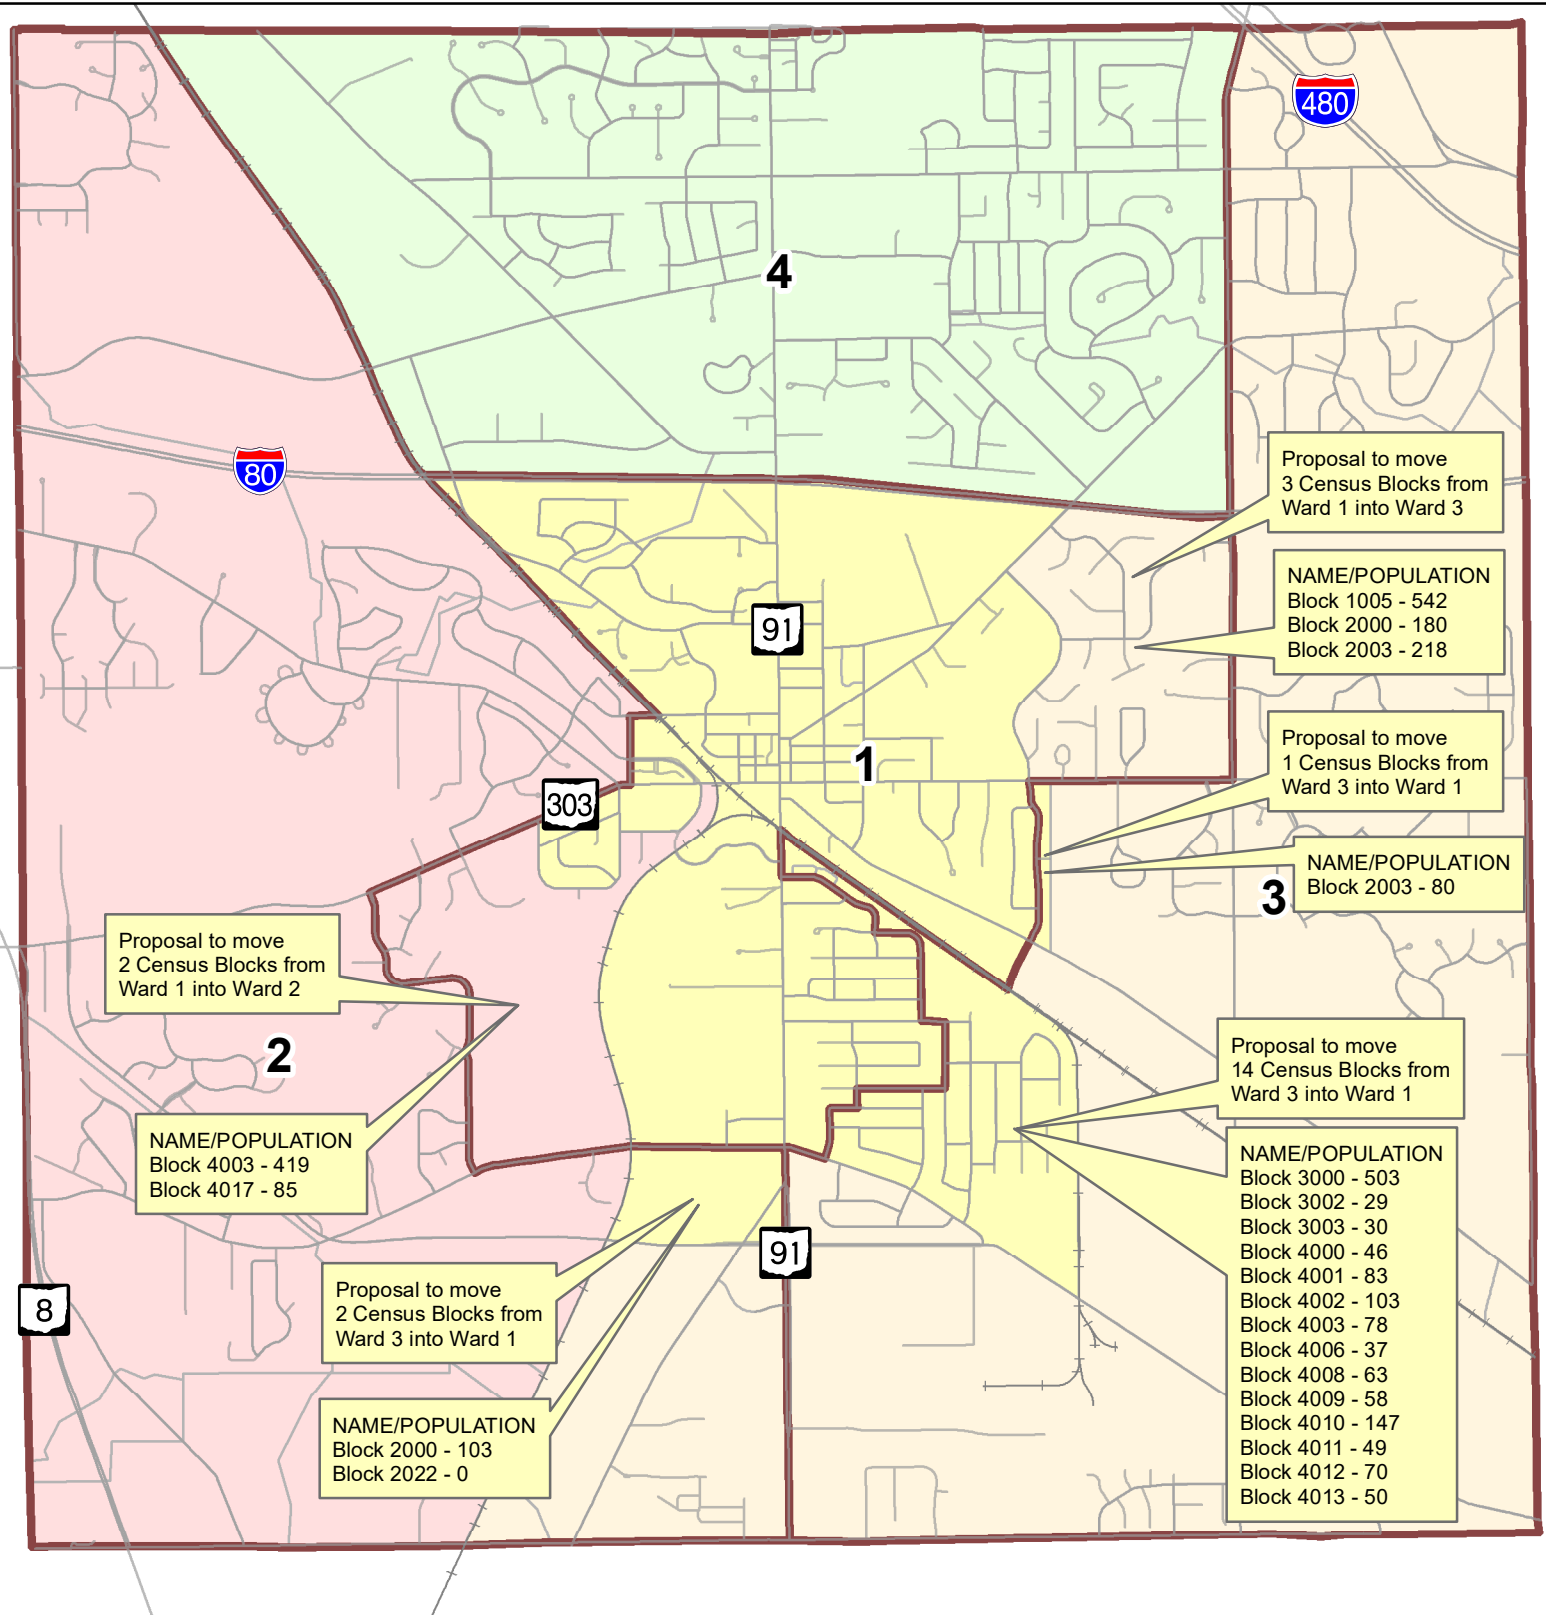 480
4
80
Proposal to move
3 Census Blocks from
Ward 1 into Ward 3
NAME/POPULATION
Block 1005 - 542
Block 2000 - 180
Block 2003 - 218
91
Proposal to move
1 Census Blocks from
Ward 3 into Ward 1
1
303
NAME/POPULATION
Block 2003 - 80
3
Proposal to move
2 Census Blocks from
Ward 1 into Ward 2
2
Proposal to move
14 Census Blocks from
Ward 3 into Ward 1
NAME/POPULATION
Block 4003 - 419
Block 4017 - 85
NAME/POPULATION
Block 3000 - 503
Block 3002 - 29
Block 3003 - 30
Block 4000 - 46
Block 4001 - 83
Block 4002 - 103
Block 4003 - 78
Block 4006 - 37
Block 4008 - 63
Block 4009 - 58
Block 4010 - 147
Block 4011 - 49
Block 4012 - 70
Block 4013 - 50
91
8
Proposal to move
2 Census Blocks from
Ward 3 into Ward 1
NAME/POPULATION
Block 2000 - 103
Block 2022 - 0